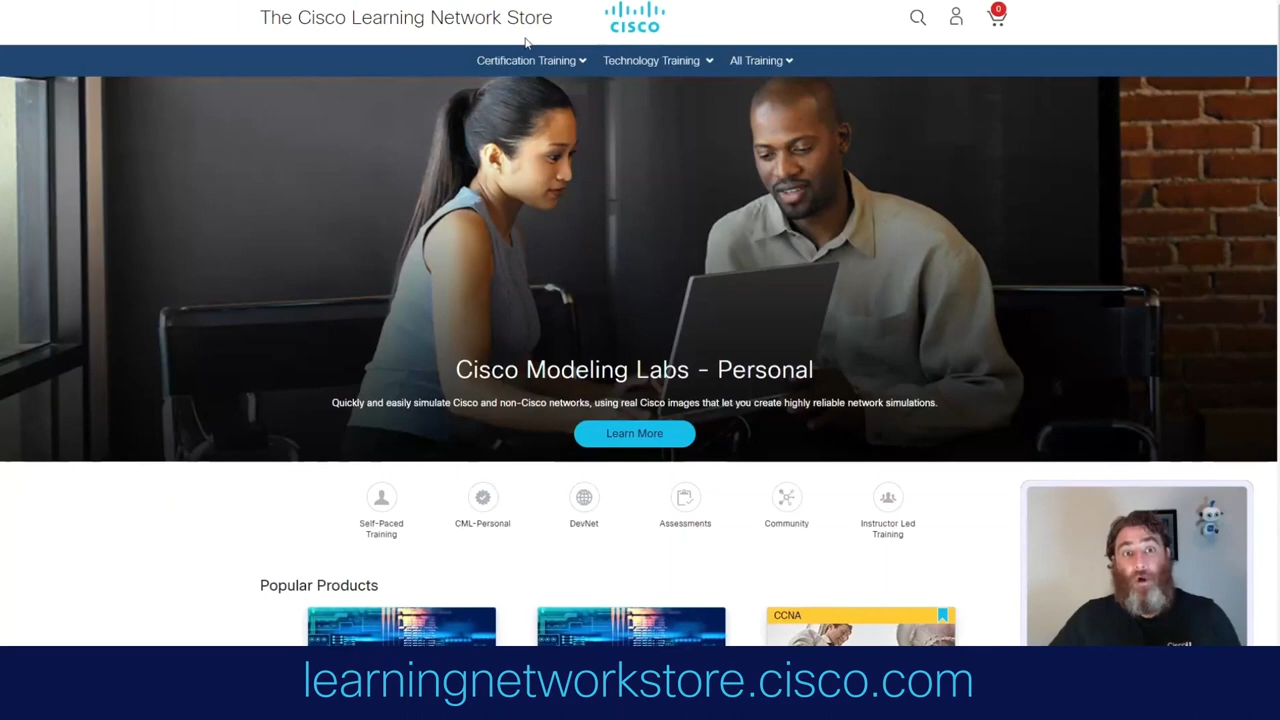 The Cisco Learning Network Store
CISCO
0
Certification Training
Technology Training
All Training
Cisco Modeling Labs - Personal
Quickly and easily simulate Cisco and non-Cisco networks, using real Cisco images that let you create highly reliable network simulations.
Learn More
Self-Paced
Training
CML-Personal
DevNet
Assessments
Community
Instructor Led
Training
Popular Products
CCNA
CiscoU
learningnetworkstore.cisco.com